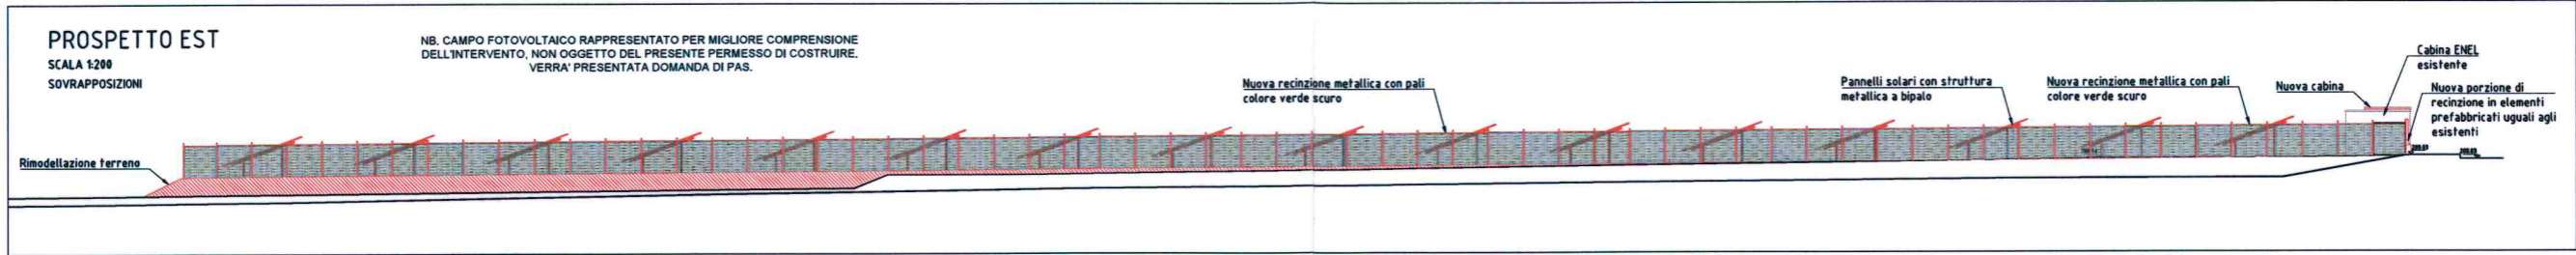 PROSPETTO EST
SCALA 1:200
SOVRAPPOSIZIONI
NB. CAMPO FOTOVOLTAICO RAPPRESENTATO PER MIGLIORE COMPRENSIONE
DELL'INTERVENTO, NON OGGETTO DEL PRESENTE PERMESSO DI COSTRUIRE.
VERRA' PRESENTATA DOMANDA DI PAS.
Rimodellazione terreno
Nuova recinzione metallica con pali
colore verde scuro
Pannelli solari con struttura
metallica a bipalo
Nuova recinzione metallica con pali
colore verde scuro
Nuova cabina
Cabina ENEL
esistente
Nuova porzione di
recinzione in elementi
prefabbricati uguali agli
esistenti